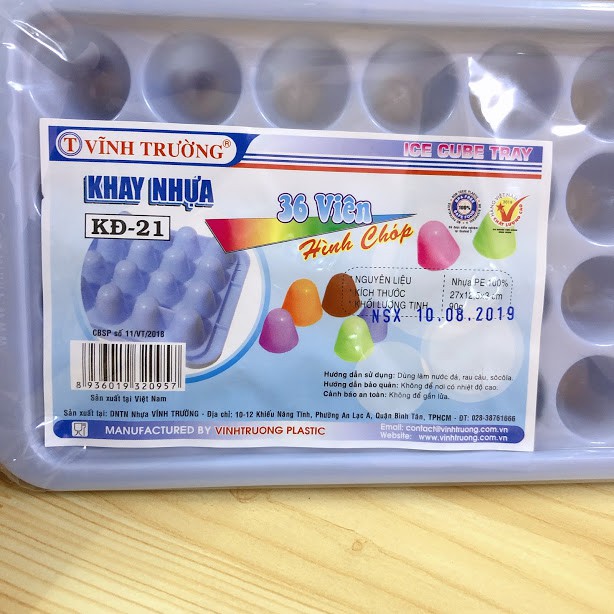 T VĨNH TRƯỜNG®
ICE CUBE TRAY
KHAY NHỰA
KĐ-21
36 Viên
Hình Chóp
100%
NGUYÊN LIỆU Nhựa PE 100%
KÍCH THƯỚC 27x12,5x3 cm
KHỐI LƯỢNG TỊNH 90g
NSX 10.08.2019
CBSP số 11/VT/2018
8 936019 320957
Sản xuất tại Việt Nam
Hướng dẫn sử dụng: Dùng làm nước đá, rau câu, sôcôla.
Hướng dẫn bảo quản: Không để nơi có nhiệt độ cao.
Cảnh báo an toàn: Không để gần lửa.
Sản xuất tại: DNTN Nhựa VĨNH TRƯỜNG - Địa chỉ: 10-12 Khiếu Năng Tĩnh, Phường An Lạc A, Quận Bình Tân, TPHCM - ĐT: 028-38761666
MANUFACTURED BY VINHTRUONG PLASTIC
Email: contact@vinhtruong.com.vn
Website: www.vinhtruong.com.vn